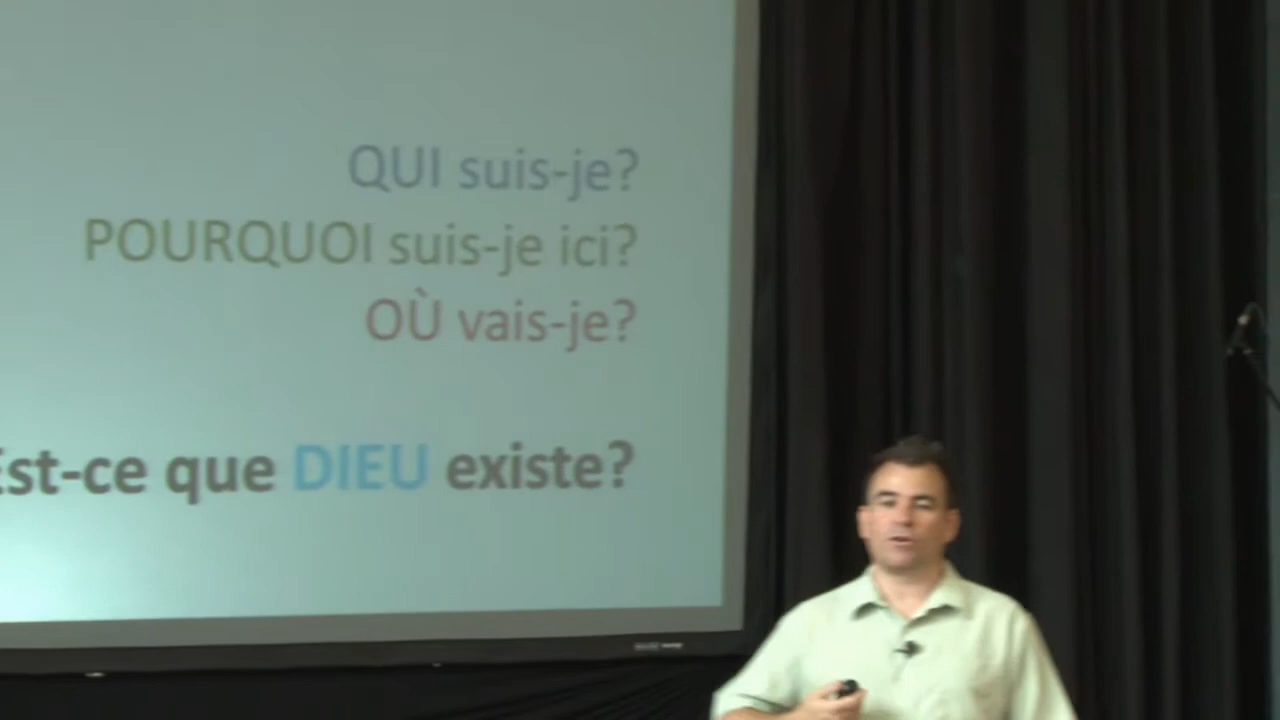 QUI suis-je?
POURQUOI suis-je ici?
OÙ vais-je?
Est-ce que DIEU existe?